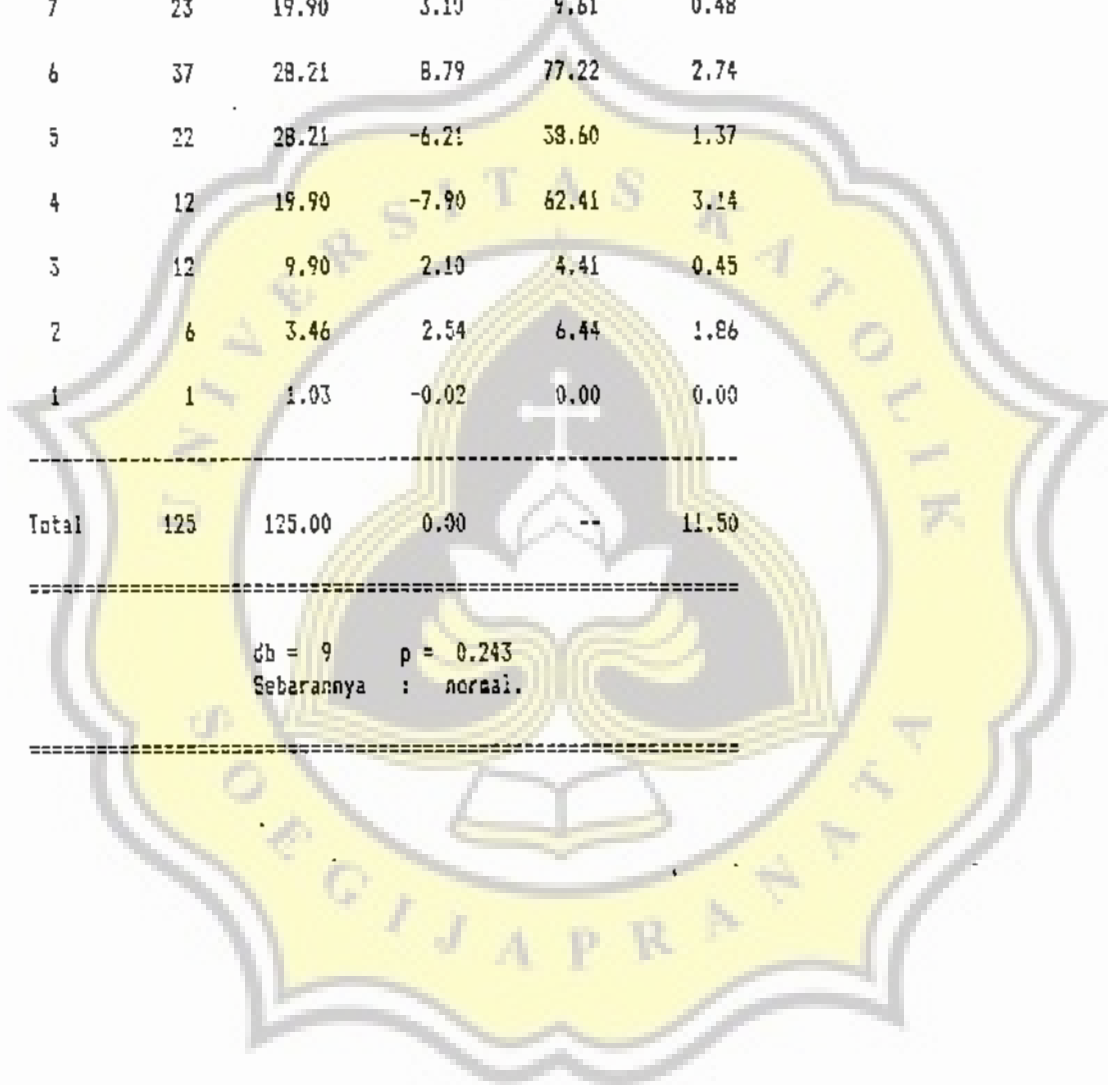 7 23 19.90 3.10 9.61 0.48
6 37 28.21 8.79 77.22 2.74
5 22 28.21 -6.21 38.60 1.37
4 12 19.90 -7.90 62.41 3.14
3 12 9.90 2.10 4.41 0.45
2 6 3.46 2.54 6.44 1.86
1 1 1.03 -0.02 0.00 0.00
Total 125 125.00 0.00 -- 11.50
db = 9 p = 0.243
Sebarannya : normal.
UNIVERSITAS KATOLIK
SOEGIJAPRANATA